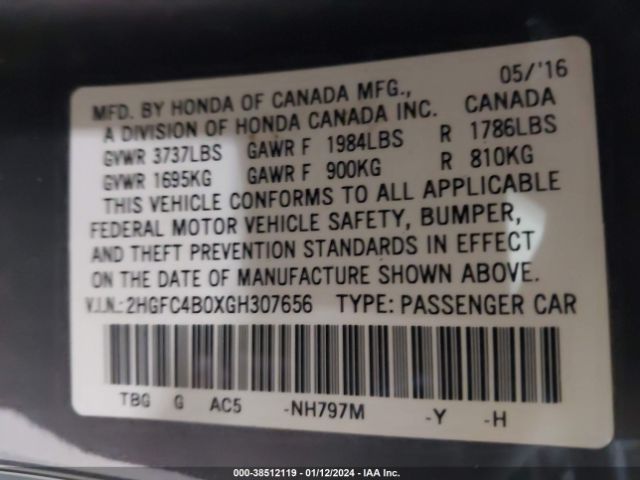 05/'16
MFD. BY HONDA OF CANADA MFG.,
A DIVISION OF HONDA CANADA INC. CANADA
GVWR 3737LBS GAWR F 1984LBS R 1786LBS
GVWR 1695KG GAWR F 900KG R 810KG
THIS VEHICLE CONFORMS TO ALL APPLICABLE
FEDERAL MOTOR VEHICLE SAFETY, BUMPER,
AND THEFT PREVENTION STANDARDS IN EFFECT
ON THE DATE OF MANUFACTURE SHOWN ABOVE.
V.I.N.:2HGFC4B0XGH307656 TYPE: PASSENGER CAR
TBG G AC5 -NH797M -Y -H
000-38512119 - 01/12/2024 - IAA Inc.